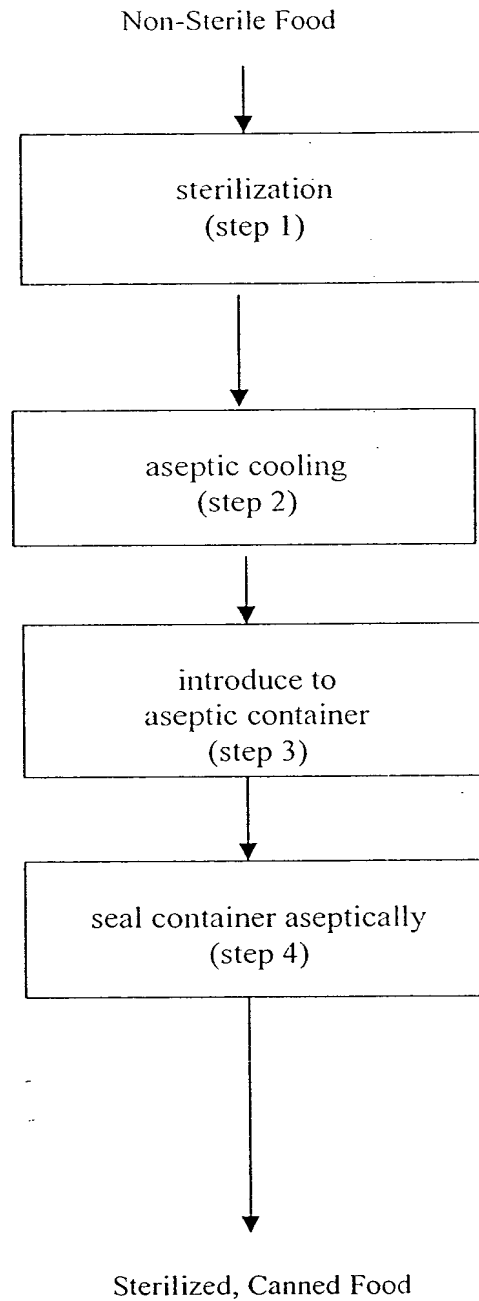 Non-Sterile Food
sterilization
(step 1)
aseptic cooling
(step 2)
introduce to
aseptic container
(step 3)
seal container aseptically
(step 4)
Sterilized, Canned Food